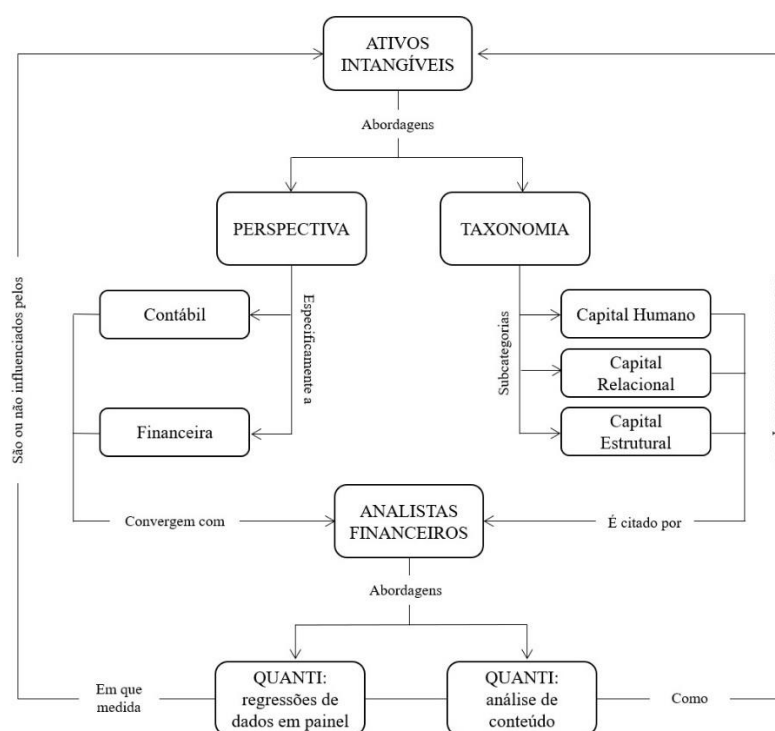 ATIVOS
INTANGÍVEIS
Abordagens
PERSPECTIVA
TAXONOMIA
São ou não influenciados pelos
Contábil
Especificamente a
Financeira
Subcategorias
Capital Humano
Capital
Relacional
Capital
Estrutural
Convergem com
ANALISTAS
FINANCEIROS
É citado por
Abordagens
Em que
medida
QUANTI:
regressões de
dados em painel
QUANTI:
análise de
conteúdo
Como